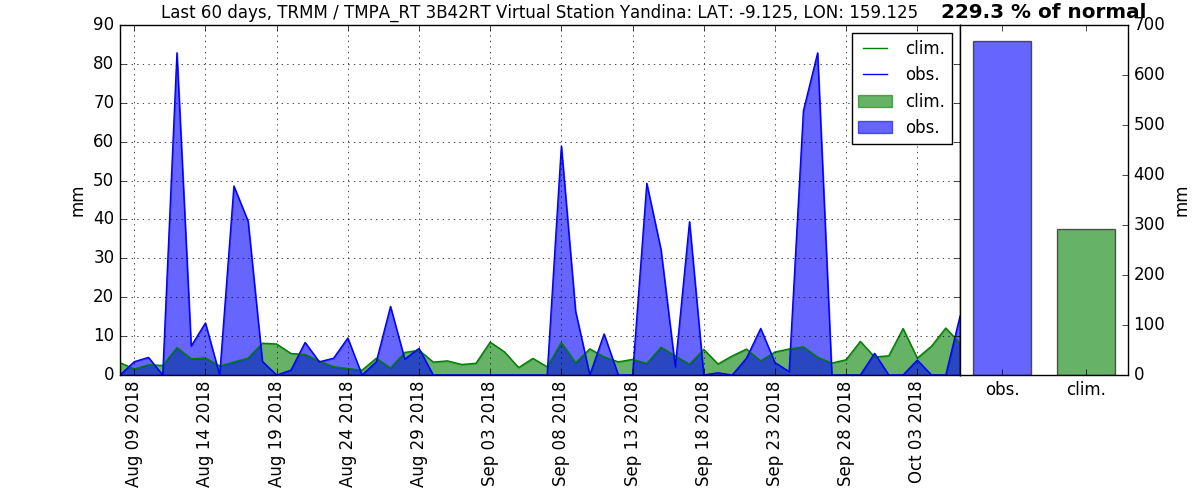 Last 60 days, TRMM / TMPA_RT 3B42RT Virtual Station Yandina: LAT: -9.125, LON: 159.125
229.3 % of normal
90
80
70
60
50
40
30
20
10
0
mm
clim.
obs.
clim.
obs.
700
600
500
400
300
200
100
0
mm
Aug 09 2018
Aug 14 2018
Aug 19 2018
Aug 24 2018
Aug 29 2018
Sep 03 2018
Sep 08 2018
Sep 13 2018
Sep 18 2018
Sep 23 2018
Sep 28 2018
Oct 03 2018
obs.
clim.